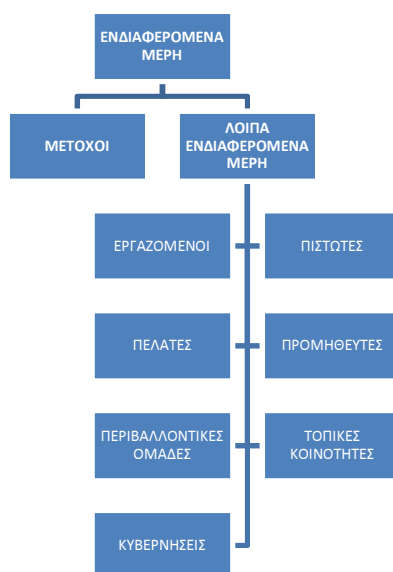 ΕΝΔΙΑΦΕΡΟΜΕΝΑ
ΜΕΡΗ
ΜΕΤΟΧΟΙ
ΛΟΙΠΑ
ΕΝΔΙΑΦΕΡΟΜΕΝΑ
ΜΕΡΗ
ΕΡΓΑΖΟΜΕΝΟΙ
ΠΙΣΤΩΤΕΣ
ΠΕΛΑΤΕΣ
ΠΡΟΜΗΘΕΥΤΕΣ
ΠΕΡΙΒΑΛΛΟΝΤΙΚΕΣ
ΟΜΑΔΕΣ
ΤΟΠΙΚΕΣ
ΚΟΙΝΟΤΗΤΕΣ
ΚΥΒΕΡΝΗΣΕΙΣ